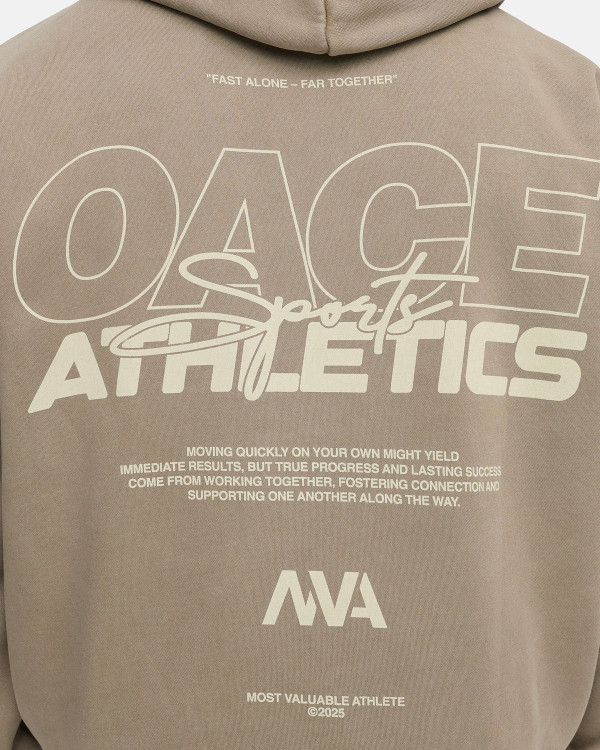 "FAST ALONE – FAR TOGETHER"
OACE
Sports
ATHLETICS
MOVING QUICKLY ON YOUR OWN MIGHT YIELD
IMMEDIATE RESULTS, BUT TRUE PROGRESS AND LASTING SUCCESS
COME FROM WORKING TOGETHER, FOSTERING CONNECTION AND
SUPPORTING ONE ANOTHER ALONG THE WAY.
MVA
MOST VALUABLE ATHLETE
©2025